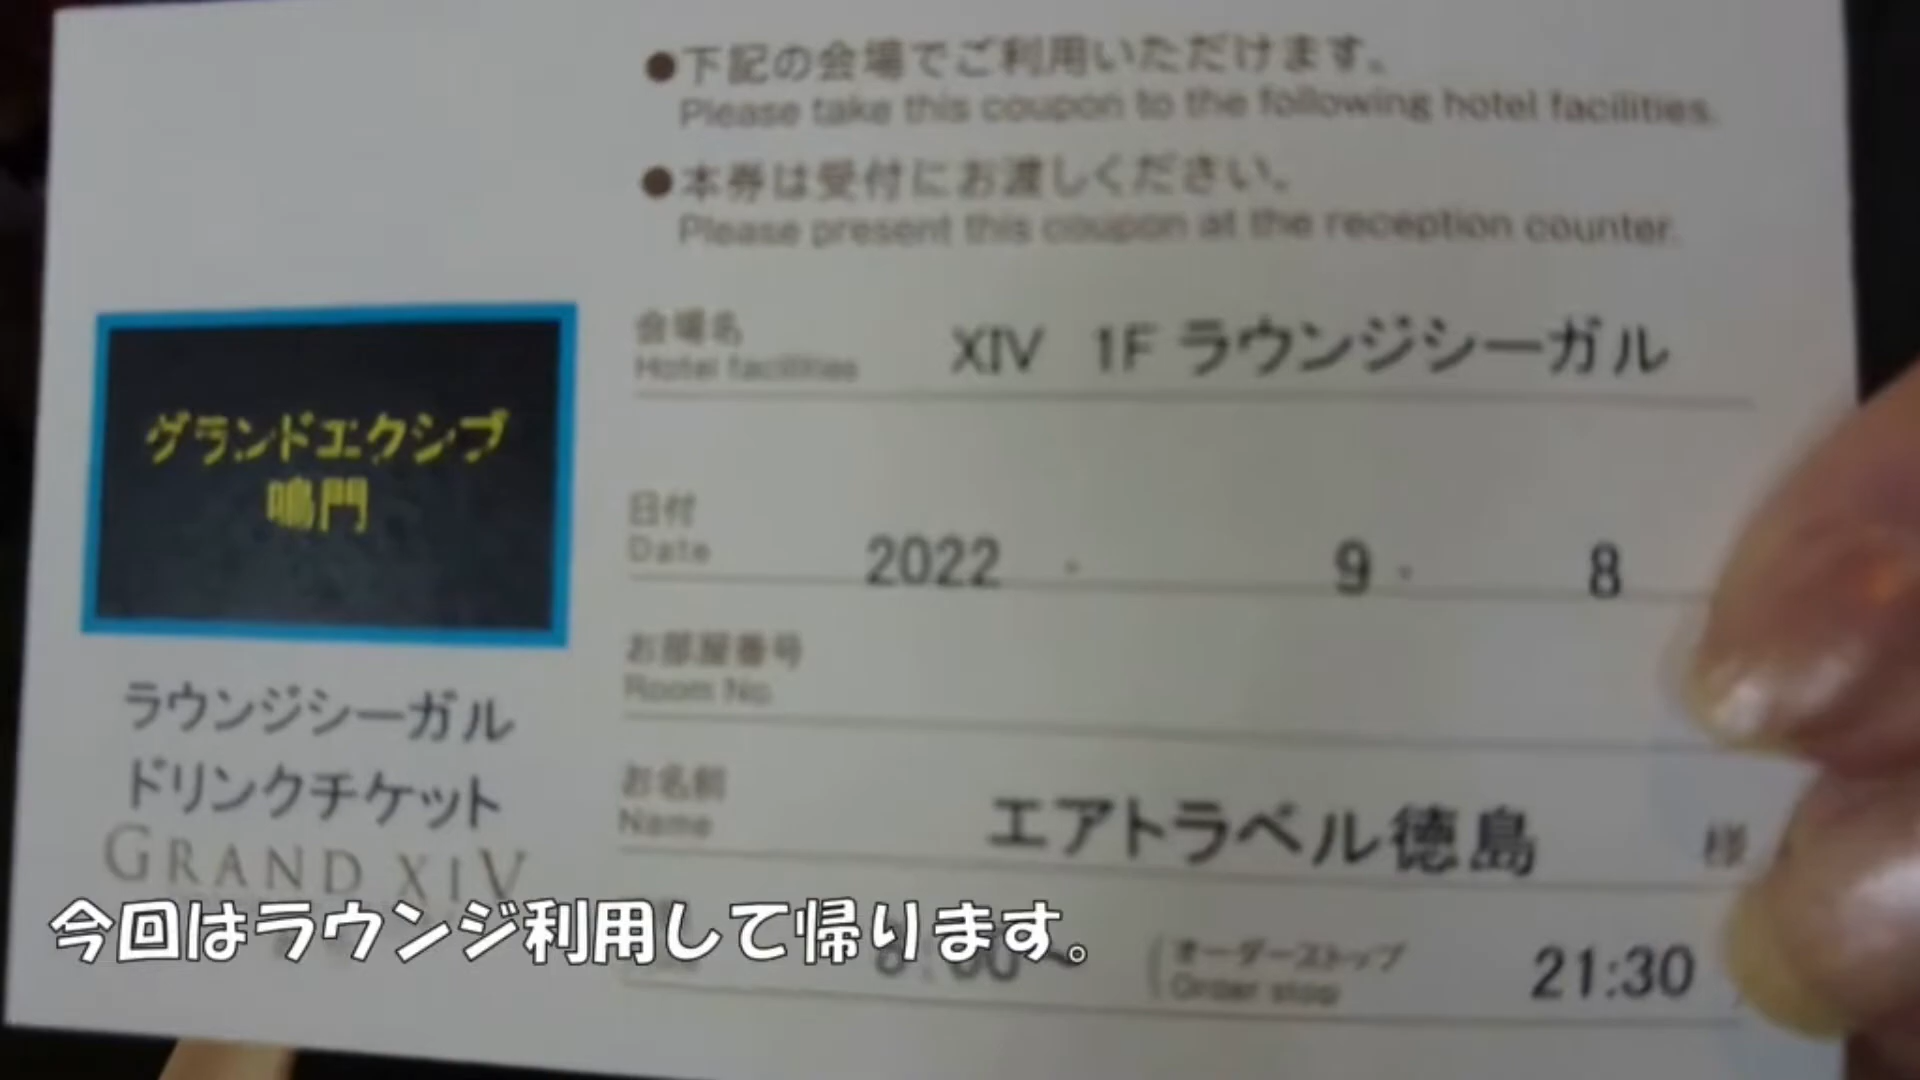 ●下記の会場でご利用いただけます。
Please take this coupon to the following hotel facilities.
●本券は受付にお渡しください。
Please present this coupon at the reception counter.
グランドエクシブ
鳴門
ラウンジシーガル
ドリンクチケット
GRAND XIV
会場名
Hotel facilities
XIV 1F ラウンジシーガル
日付
Date
2022 ・ 9 ・ 8
お部屋番号
Room No.
お名前
Name
エアトラベル徳島 様
(オーダーストップ
Order stop
21:30
今回はラウンジ利用して帰ります。